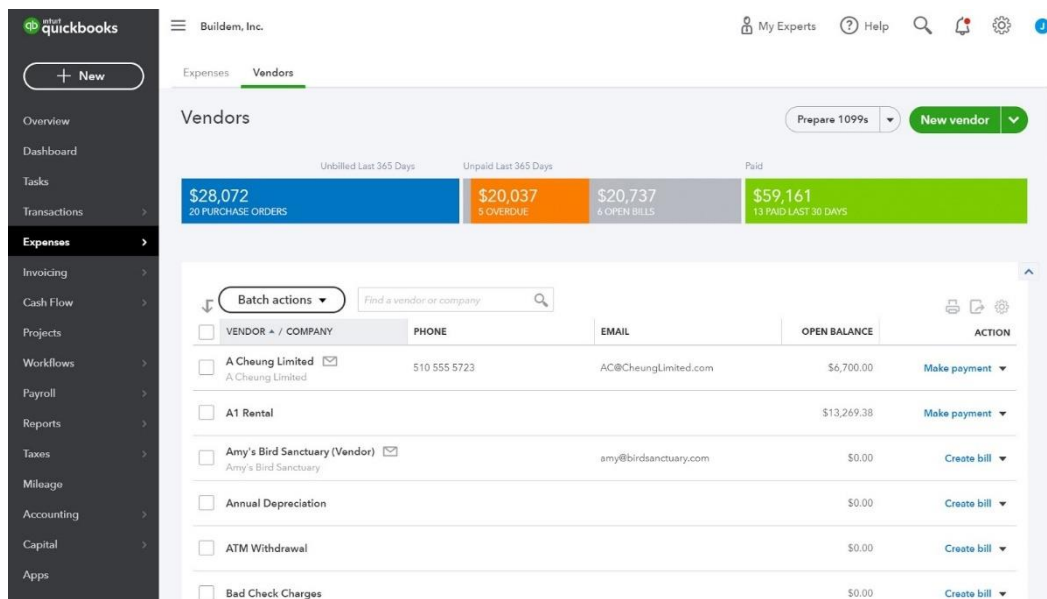 intuit
quickbooks
Buildem, Inc.
My Experts
Help
J
New
Expenses
Vendors
Overview
Dashboard
Tasks
Transactions
Expenses
Invoicing
Cash Flow
Projects
Workflows
Payroll
Reports
Taxes
Mileage
Accounting
Capital
Apps
Vendors
Prepare 1099s
New vendor
Unbilled Last 365 Days
Unpaid Last 365 Days
Paid
$28,072
20 PURCHASE ORDERS
$20,037
5 OVERDUE
$20,737
6 OPEN BILLS
$59,161
13 PAID LAST 30 DAYS
Batch actions
Find a vendor or company
VENDOR / COMPANY PHONE EMAIL OPEN BALANCE ACTION
A Cheung Limited 510 555 5723 AC@CheungLimited.com $6,700.00 Make payment
A Cheung Limited
A1 Rental $13,269.38 Make payment
Amy's Bird Sanctuary (Vendor) amy@birdsanctuary.com $0.00 Create bill
Amy's Bird Sanctuary
Annual Depreciation $0.00 Create bill
ATM Withdrawal $0.00 Create bill
Bad Check Charges $0.00 Create bill